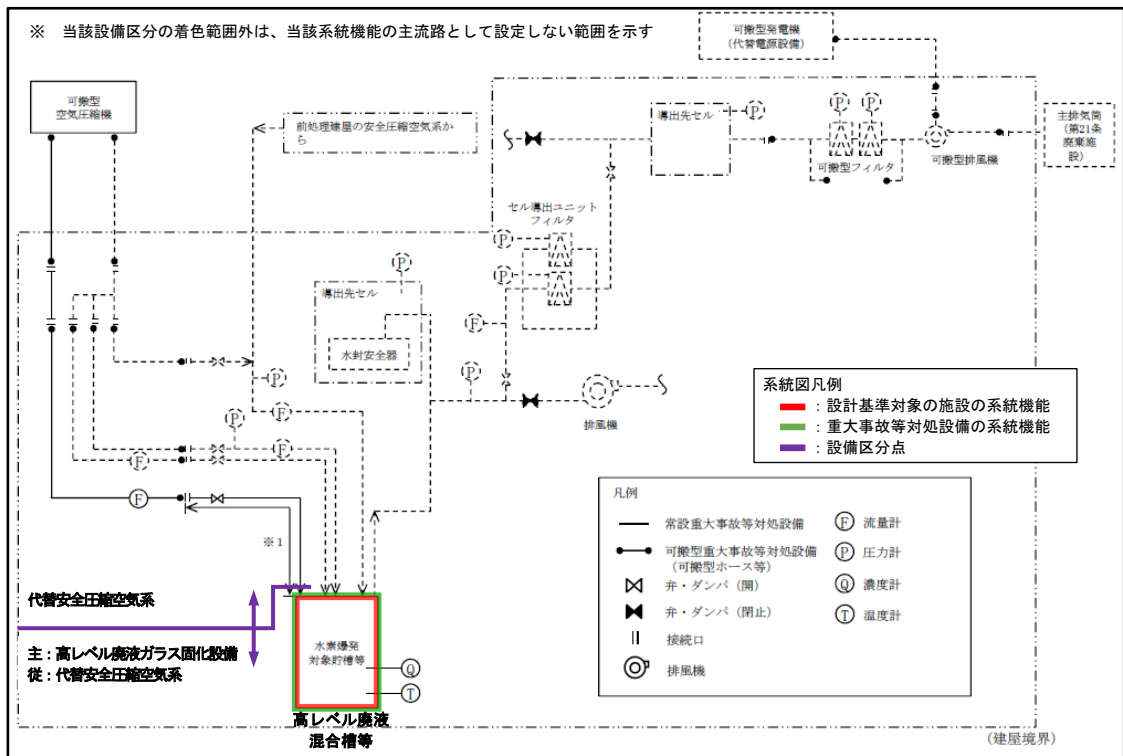 ※ 当該設備区分の着色範囲外は、当該系統機能の主流路として設定しない範囲を示す
可搬型発電機
(代替電源設備)
可搬型
空気圧縮機
前処理建屋の安全圧縮空気系か
ら
導出先セル
P
P
P
主排気筒
(第21条
廃棄施
設)
可搬型フィルタ
可搬型排風機
セル導出ユニット
フィルタ
P
P
P
導出先セル
水封安全器
F
P
P
排風機
F
P
F
F
F
※1
系統図凡例
：設計基準対象の施設の系統機能
：重大事故等対処設備の系統機能
：設備区分点
凡例
常設重大事故等対処設備
可搬型重大事故等対処設備
(可搬型ホース等)
弁・ダンパ（開）
弁・ダンパ（閉止）
接続口
排風機
F 流量計
P 圧力計
Q 濃度計
T 温度計
代替安全圧縮空気系
主：高レベル廃液ガラス固化設備
従：代替安全圧縮空気系
水素爆発
対象貯槽等
Q
T
高レベル廃液
混合槽等
(建屋境界)